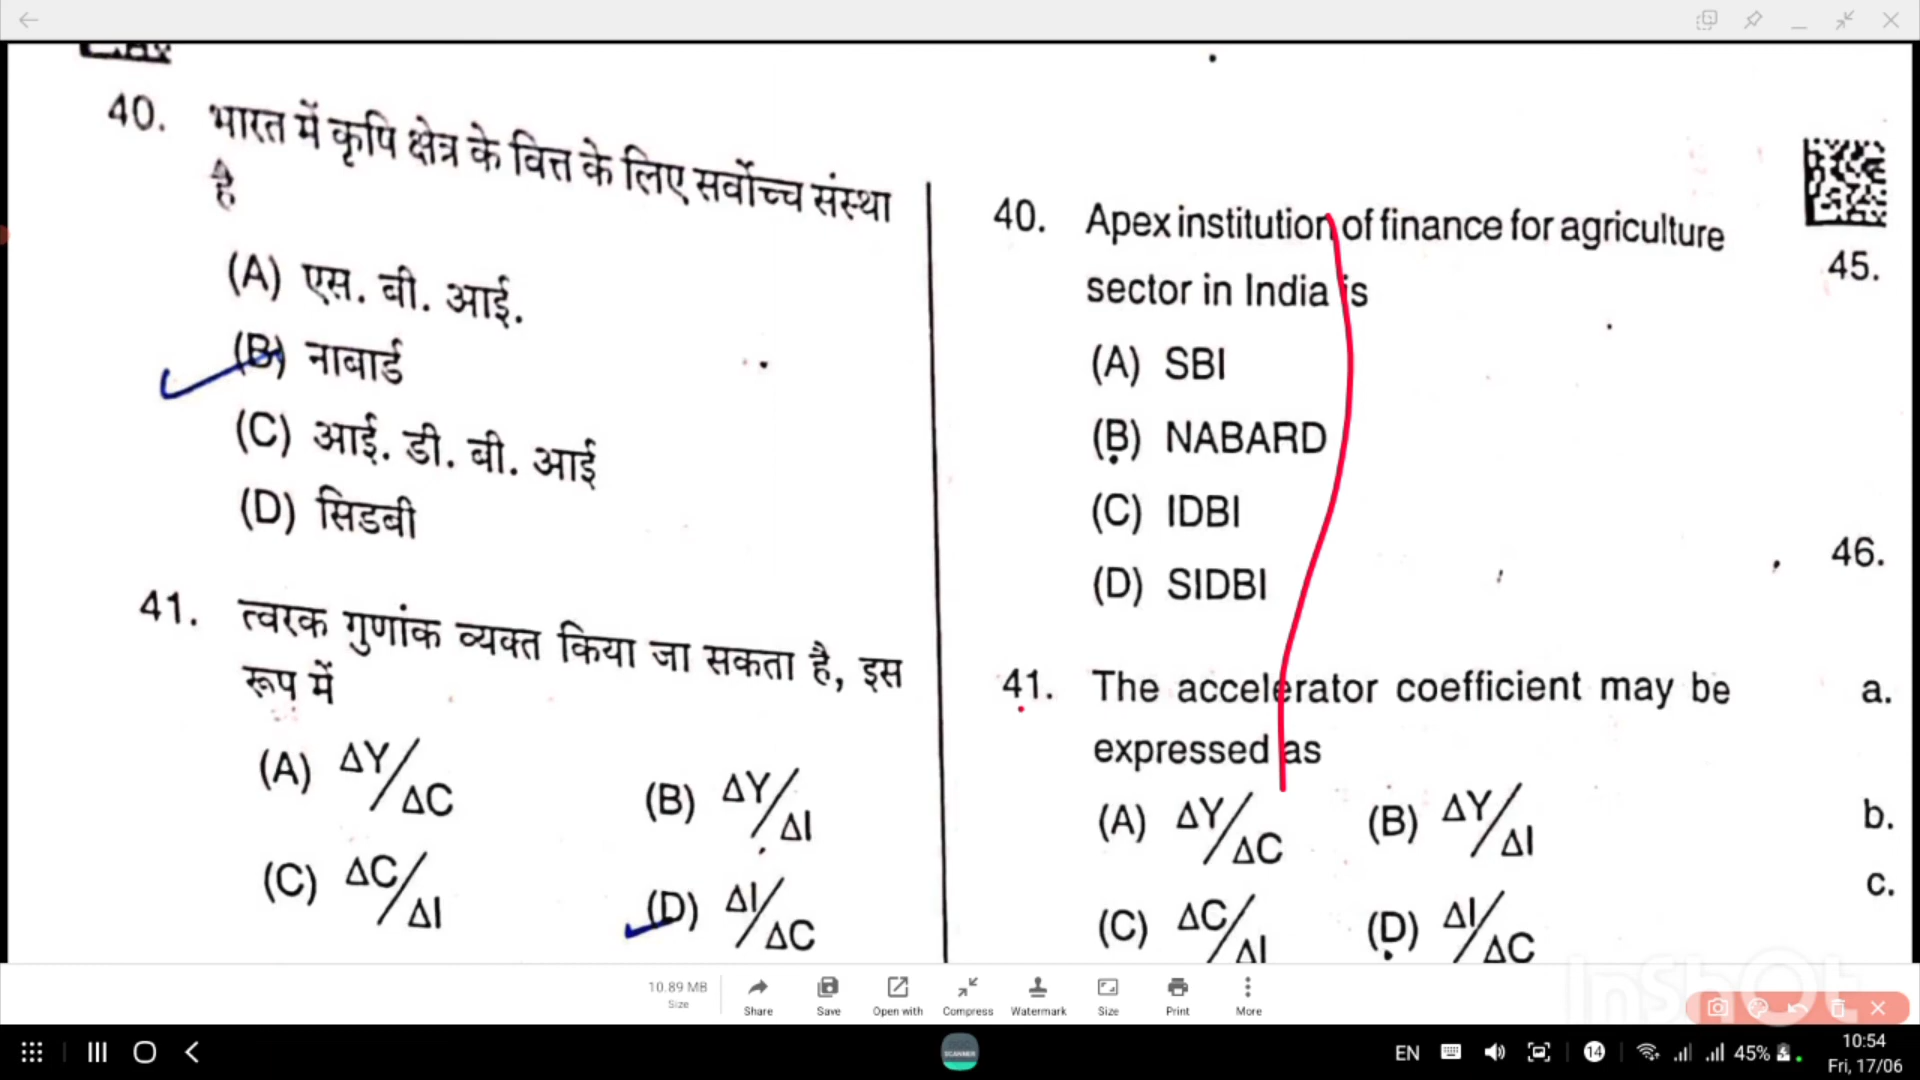 40. भारत में कृषि क्षेत्र के वित्त के लिए सर्वोच्च संस्था
है
(A) एस. बी. आई.
(B) नाबार्ड
(C) आई. डी. बी. आई
(D) सिडबी
41. त्वरक गुणांक व्यक्त किया जा सकता है, इस
रूप में
(A) ΔY/ΔC (B) ΔY/ΔI
(C) ΔC/ΔI (D) ΔI/ΔC
40. Apex institution of finance for agriculture
sector in India is
(A) SBI
(B) NABARD
(C) IDBI
(D) SIDBI
41. The accelerator coefficient may be
expressed as
(A) ΔY/ΔC (B) ΔY/ΔI
(C) ΔC/ΔI (D) ΔI/ΔC
45.
46.
a.
b.
c.
InShOt
10.89 MB
Size
Share Save Open with Compress Watermark Size Print More
SCANNER
EN 14 45% 10:54
Fri, 17/06